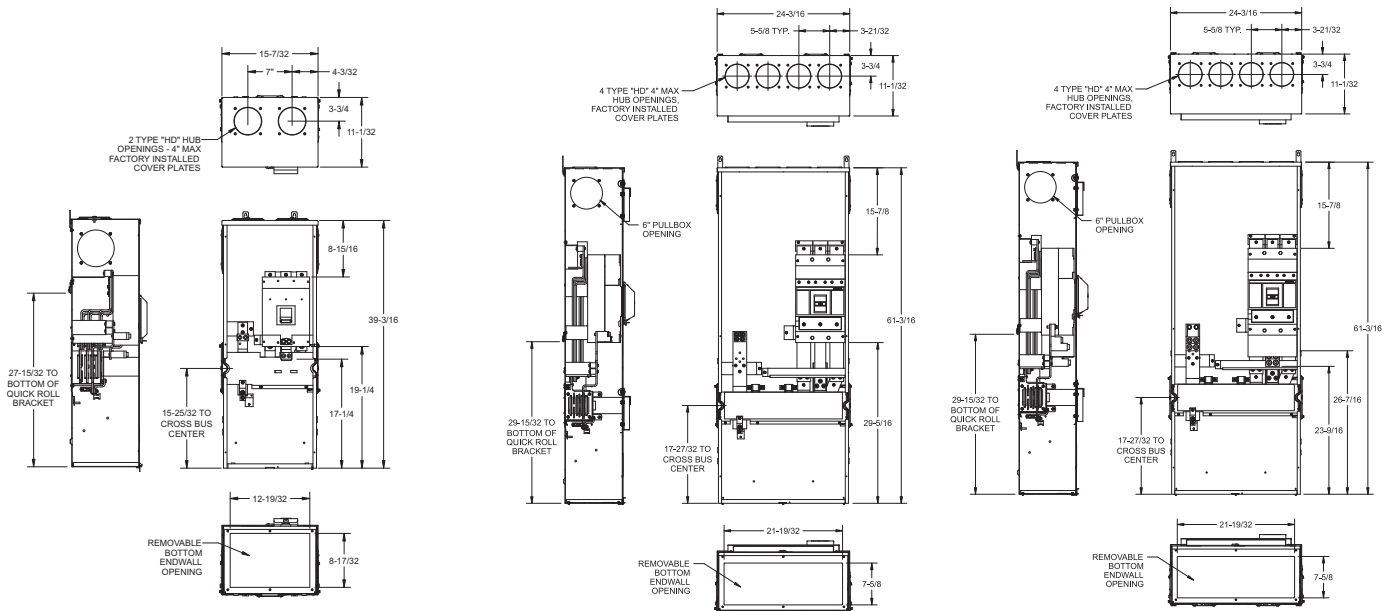 15-7/32
7"
4-3/32
3-3/4
11-1/32
2 TYPE "HD" HUB
OPENINGS - 4" MAX
FACTORY INSTALLED
COVER PLATES
8-15/16
39-3/16
27-15/32 TO
BOTTOM OF
QUICK ROLL
BRACKET
19-1/4
15-25/32 TO
CROSS BUS
CENTER
17-1/4
12-19/32
REMOVABLE
BOTTOM
ENDWALL
OPENING
8-17/32
24-3/16
5-5/8 TYP.
3-21/32
3-3/4
11-1/32
4 TYPE "HD" 4" MAX
HUB OPENINGS,
FACTORY INSTALLED
COVER PLATES
15-7/8
6" PULLBOX
OPENING
61-3/16
29-15/32 TO
BOTTOM OF
QUICK ROLL
BRACKET
17-27/32 TO
CROSS BUS
CENTER
29-5/16
21-19/32
REMOVABLE
BOTTOM
ENDWALL
OPENING
7-5/8
24-3/16
5-5/8 TYP.
3-21/32
3-3/4
11-1/32
4 TYPE "HD" 4" MAX
HUB OPENINGS,
FACTORY INSTALLED
COVER PLATES
15-7/8
6" PULLBOX
OPENING
61-3/16
29-15/32 TO
BOTTOM OF
QUICK ROLL
BRACKET
26-7/16
17-27/32 TO
CROSS BUS
CENTER
23-9/16
21-19/32
REMOVABLE
BOTTOM
ENDWALL
OPENING
7-5/8